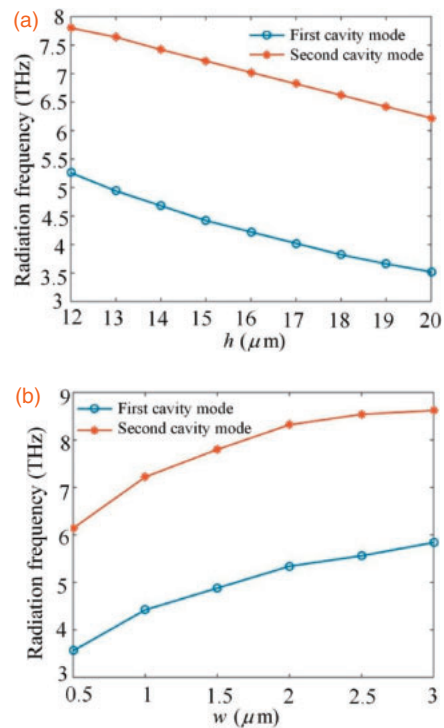 (a)
8
7.5
7
6.5
6
5.5
5
4.5
4
3.5
3
Radiation frequency (THz)
First cavity mode
Second cavity mode
12 13 14 15 16 17 18 19 20
h (μm)
(b)
9
8
7
6
5
4
3
Radiation frequency (THz)
First cavity mode
Second cavity mode
0.5 1 1.5 2 2.5 3
w (μm)